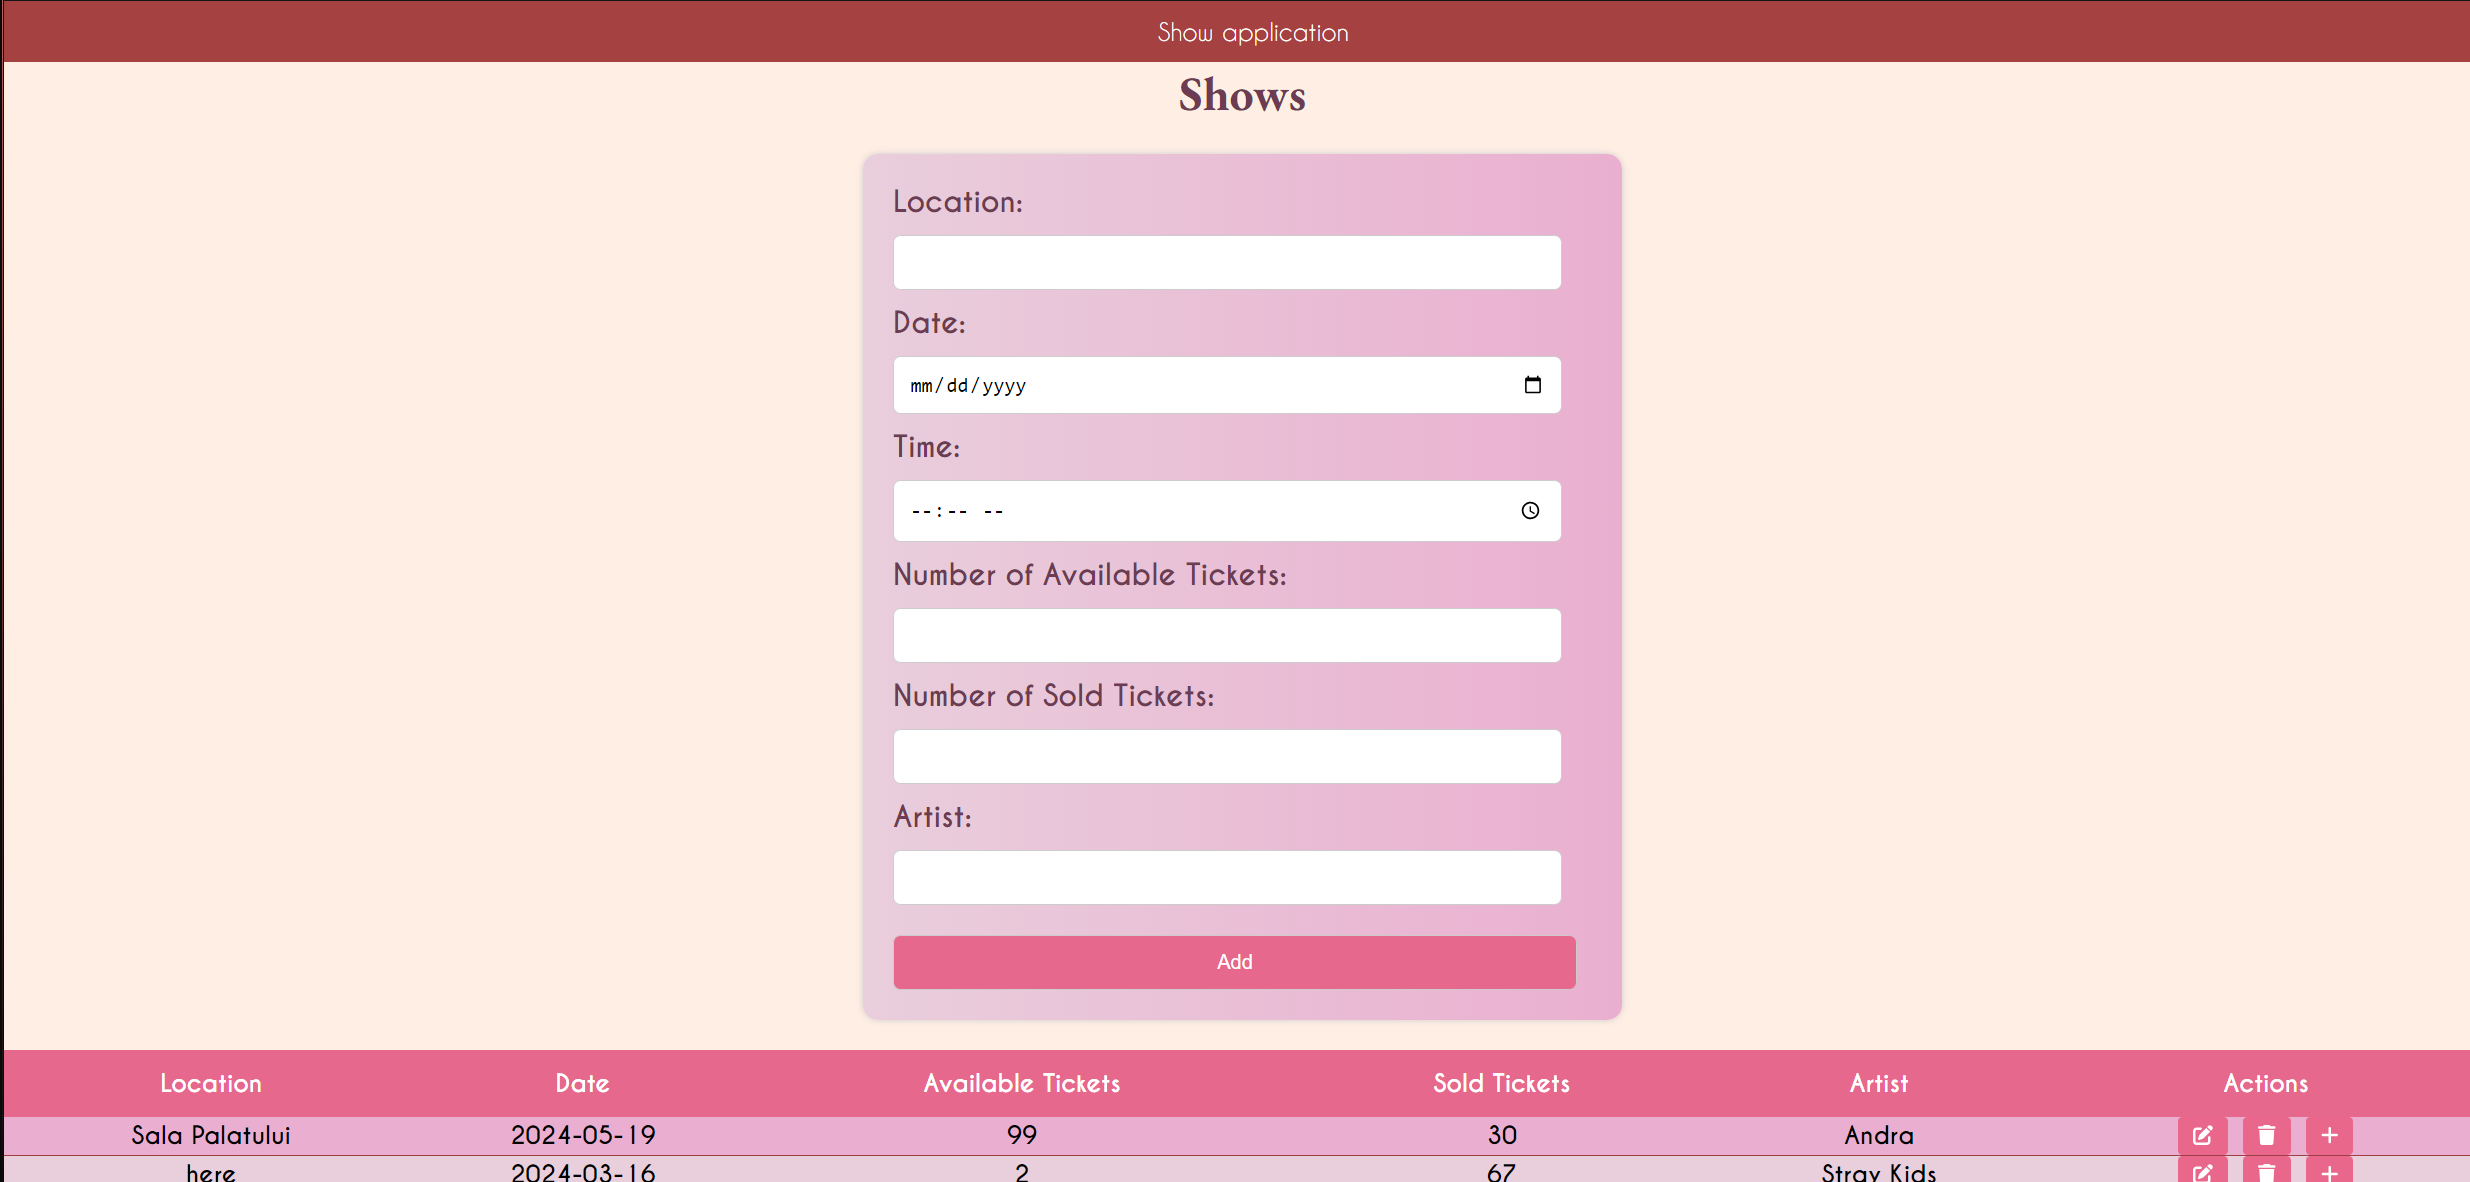 Show application
Shows
Location:
Date:
mm/dd/yyyy
Time:
--:-- --
Number of Available Tickets:
Number of Sold Tickets:
Artist:
Add
Location Date Available Tickets Sold Tickets Artist Actions
Sala Palatului 2024-05-19 99 30 Andra
here 2024-03-16 2 67 Stray Kids